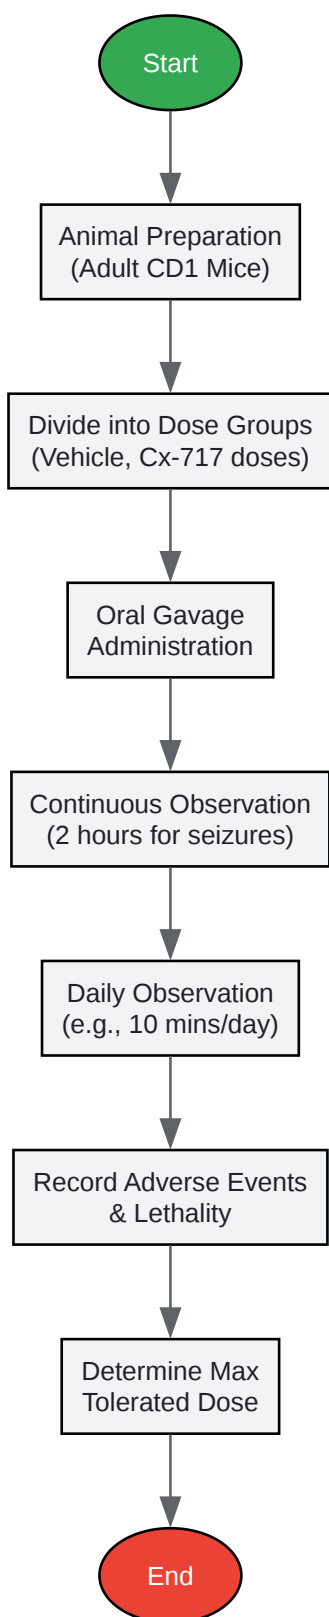 Start
Animal Preparation
(Adult CD1 Mice)
Divide into Dose Groups
(Vehicle, Cx-717 doses)
Oral Gavage
Administration
Continuous Observation
(2 hours for seizures)
Daily Observation
(e.g., 10 mins/day)
Record Adverse Events
& Lethality
Determine Max
Tolerated Dose
End